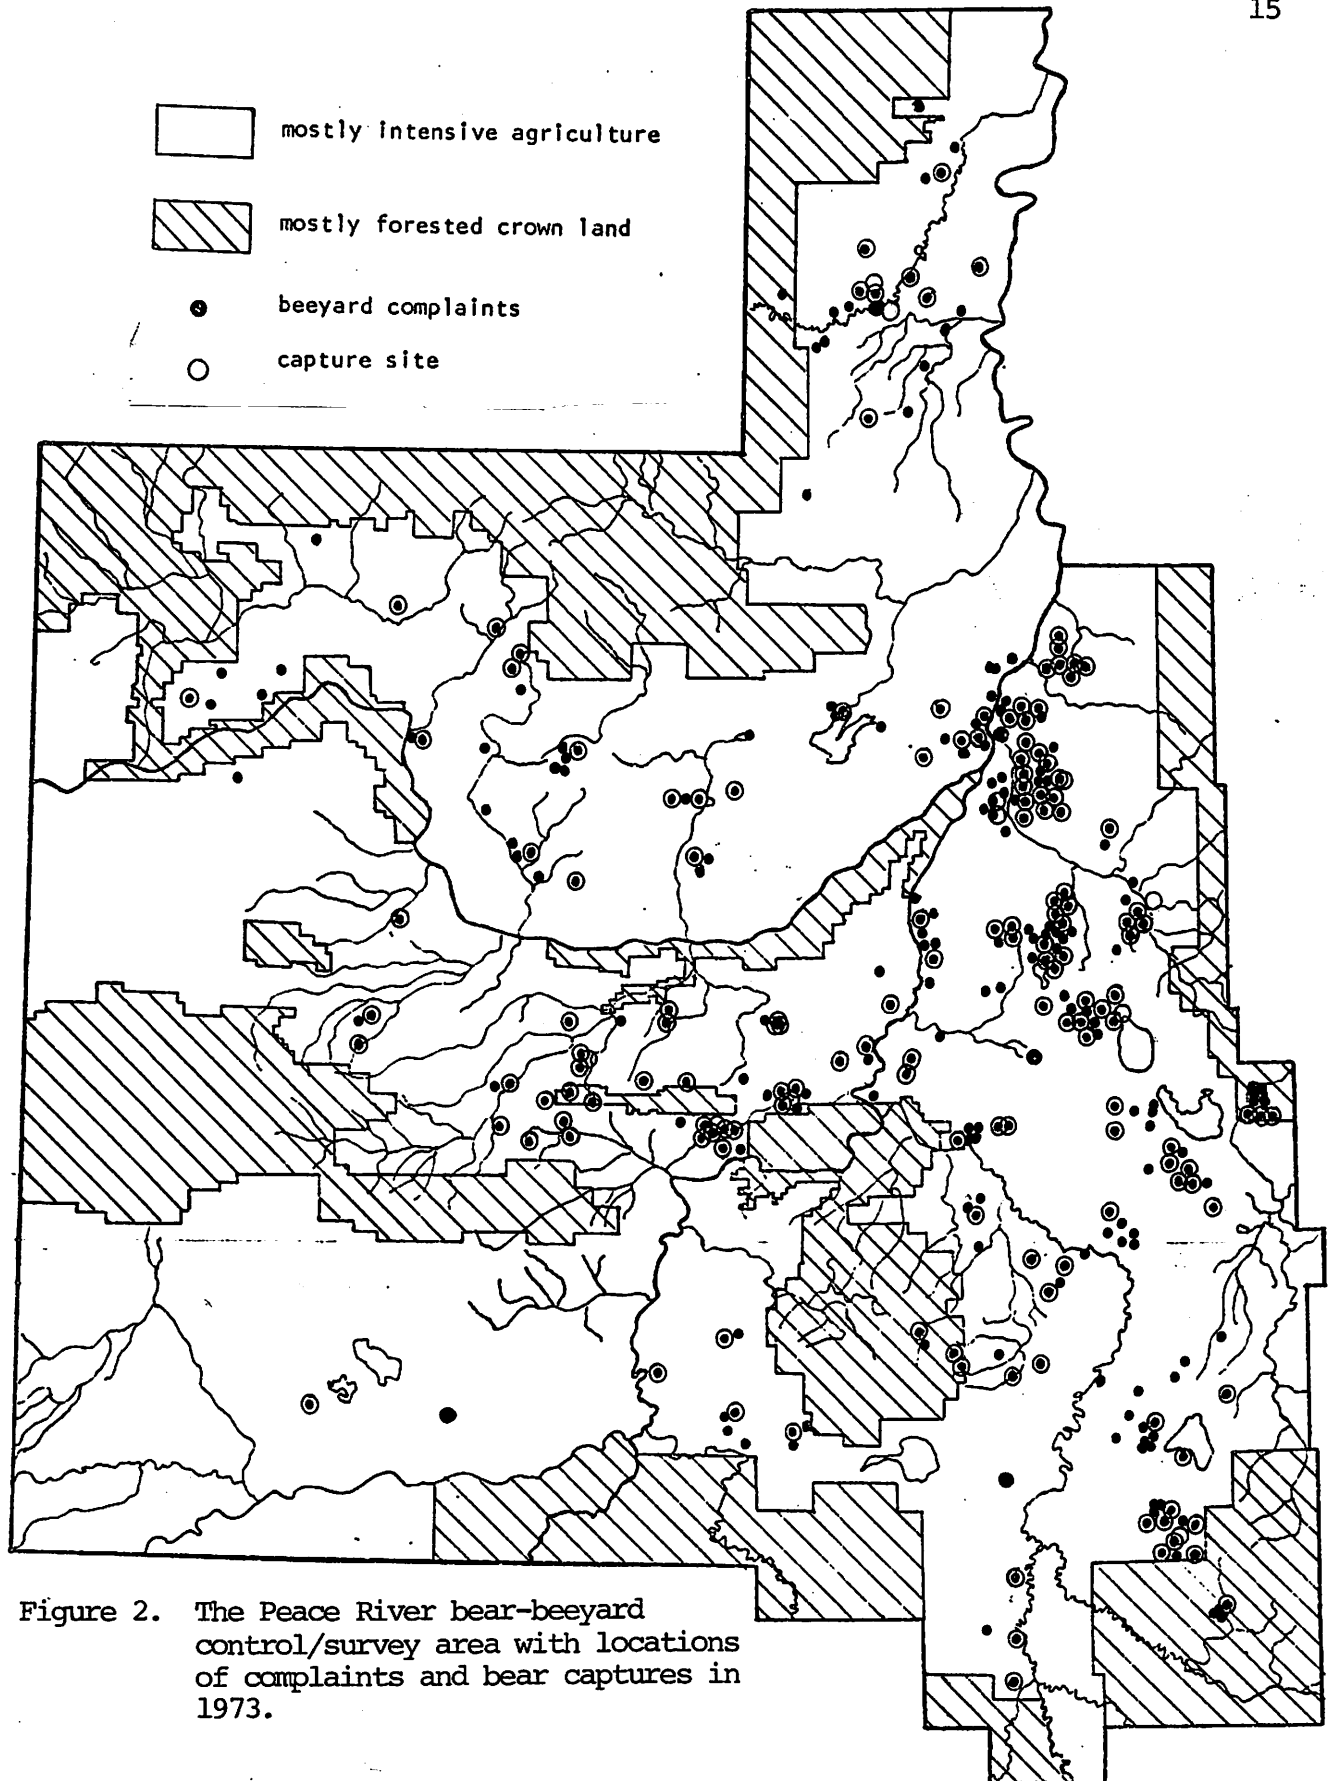 15
mostly intensive agriculture
mostly forested crown land
beeyard complaints
capture site
Figure 2. The Peace River bear-beeyard
control/survey area with locations
of complaints and bear captures in
1973.